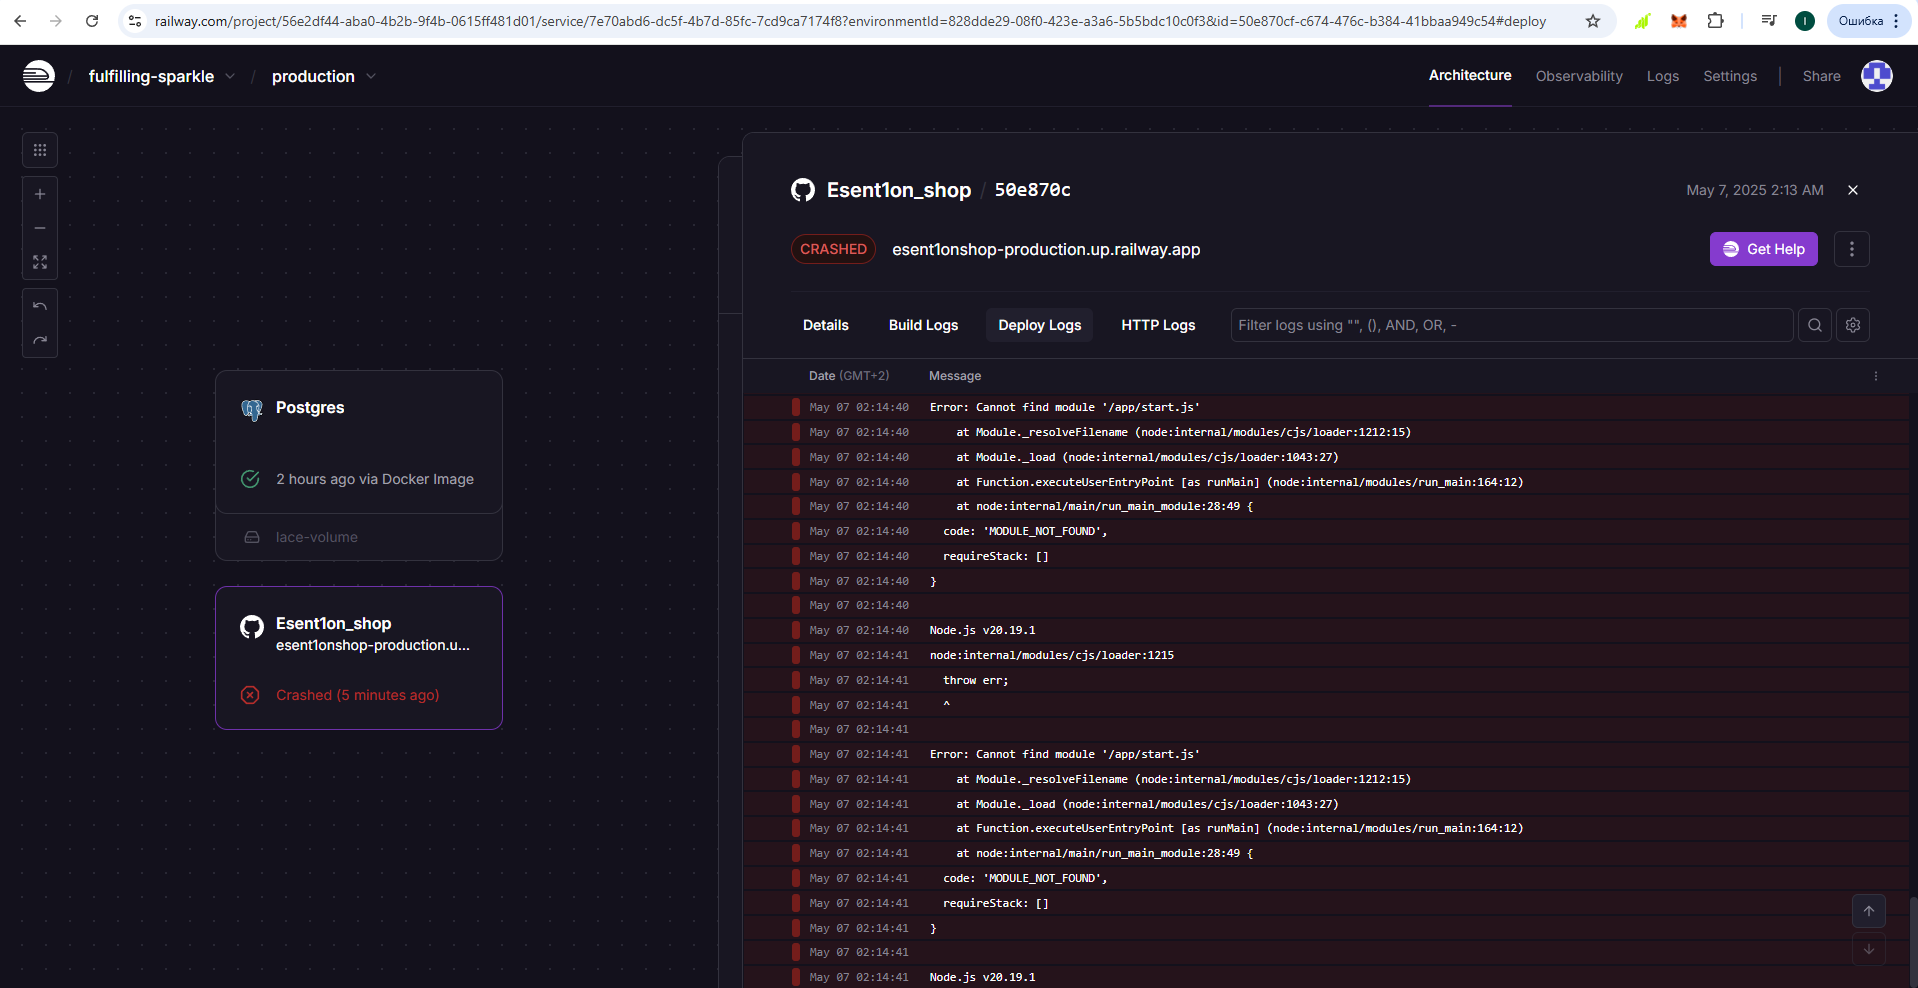 railway.com/project/56e2df44-aba0-4b2b-9f4b-0615ff481d01/service/7e70abd6-dc5f-4b7d-85fc-7cd9ca7174f8?environmentId=828dde29-08f0-423e-a3a6-5b5bdc10c0f3&id=50e870cf-c674-476c-b384-41bbaa949c54#deploy
I
Ошибка
/ fulfilling-sparkle / production
Architecture Observability Logs Settings | Share
Postgres
2 hours ago via Docker Image
lace-volume
Esent1on_shop
esent1onshop-production.u...
Crashed (5 minutes ago)
Esent1on_shop / 50e870c
May 7, 2025 2:13 AM
CRASHED esent1onshop-production.up.railway.app
Get Help
Details Build Logs Deploy Logs HTTP Logs Filter logs using "", (), AND, OR, -
Date (GMT+2) Message
May 07 02:14:40 Error: Cannot find module '/app/start.js'
May 07 02:14:40 at Module._resolveFilename (node:internal/modules/cjs/loader:1212:15)
May 07 02:14:40 at Module._load (node:internal/modules/cjs/loader:1043:27)
May 07 02:14:40 at Function.executeUserEntryPoint [as runMain] (node:internal/modules/run_main:164:12)
May 07 02:14:40 at node:internal/main/run_main_module:28:49 {
May 07 02:14:40 code: 'MODULE_NOT_FOUND',
May 07 02:14:40 requireStack: []
May 07 02:14:40 }
May 07 02:14:40
May 07 02:14:40 Node.js v20.19.1
May 07 02:14:41 node:internal/modules/cjs/loader:1215
May 07 02:14:41 throw err;
May 07 02:14:41 ^
May 07 02:14:41
May 07 02:14:41 Error: Cannot find module '/app/start.js'
May 07 02:14:41 at Module._resolveFilename (node:internal/modules/cjs/loader:1212:15)
May 07 02:14:41 at Module._load (node:internal/modules/cjs/loader:1043:27)
May 07 02:14:41 at Function.executeUserEntryPoint [as runMain] (node:internal/modules/run_main:164:12)
May 07 02:14:41 at node:internal/main/run_main_module:28:49 {
May 07 02:14:41 code: 'MODULE_NOT_FOUND',
May 07 02:14:41 requireStack: []
May 07 02:14:41 }
May 07 02:14:41
May 07 02:14:41 Node.js v20.19.1